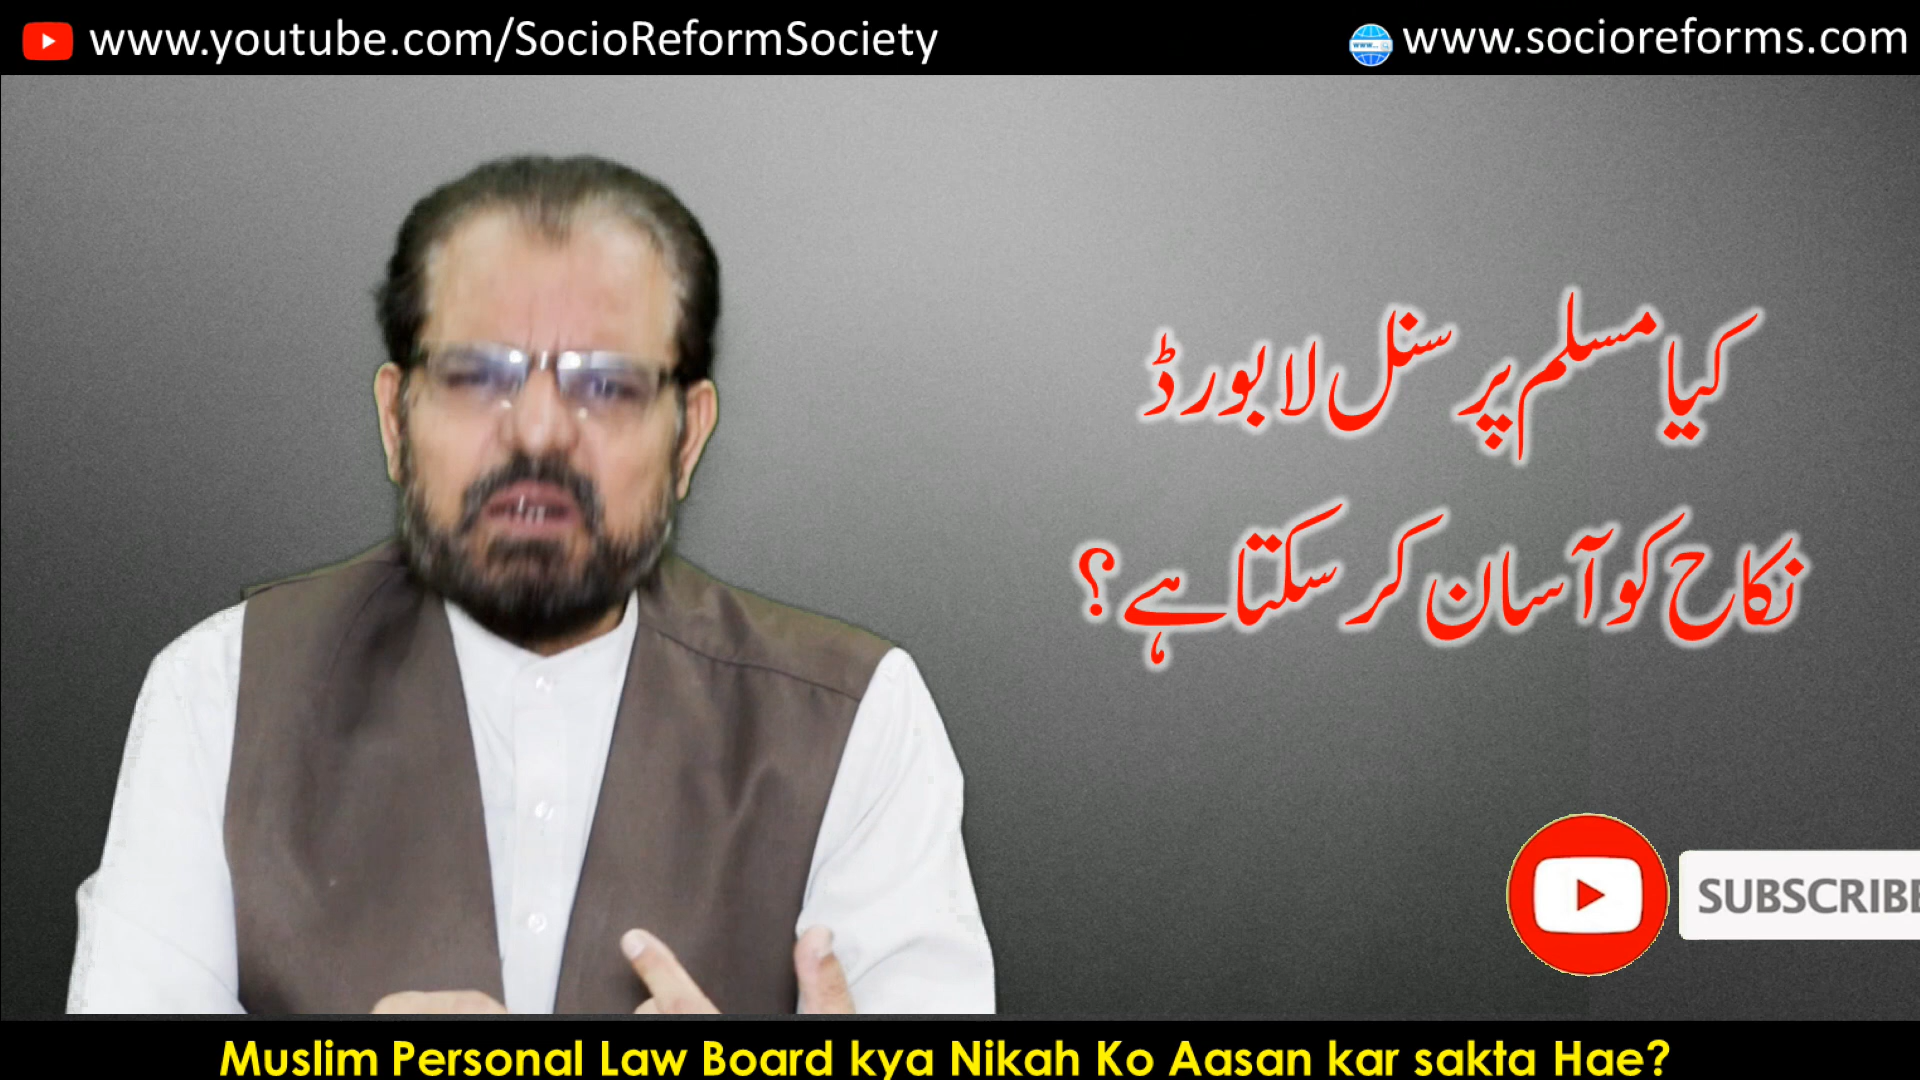 www.youtube.com/SocioReformSociety
www.socioreforms.com
کیا مسلم پرسنل لا بورڈ
نکاح کو آسان کر سکتا ہے؟
SUBSCRIBE
Muslim Personal Law Board kya Nikah Ko Aasan kar sakta Hae?